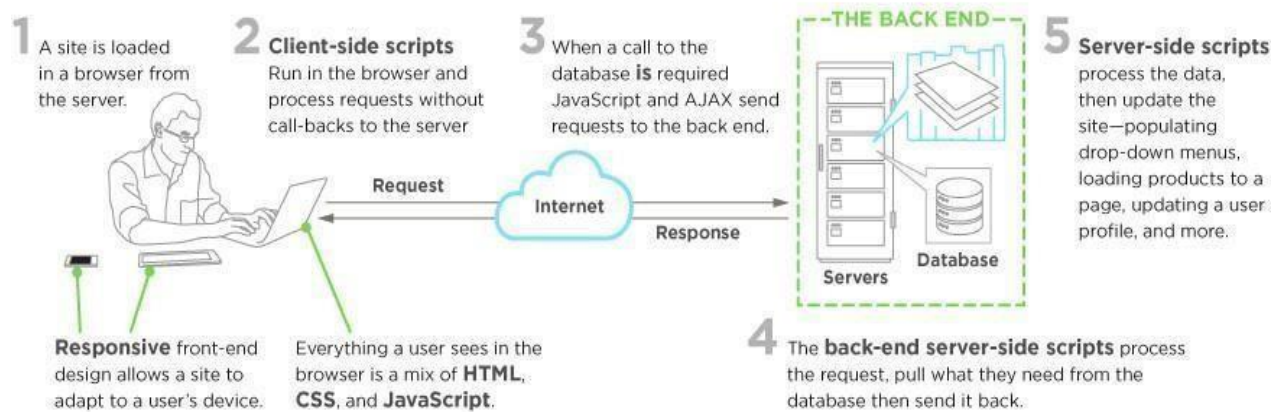 1
A site is loaded
in a browser from
the server.
2
Client-side scripts
Run in the browser and
process requests without
call-backs to the server
3
When a call to the
database is required
JavaScript and AJAX send
requests to the back end.
THE BACK END
5
Server-side scripts
process the data,
then update the
site—populating
drop-down menus,
loading products to a
page, updating a user
profile, and more.
Request
Internet
Response
Servers
Database
Responsive front-end
design allows a site to
adapt to a user's device.
Everything a user sees in the
browser is a mix of HTML,
CSS, and JavaScript.
4
The back-end server-side scripts process
the request, pull what they need from the
database then send it back.